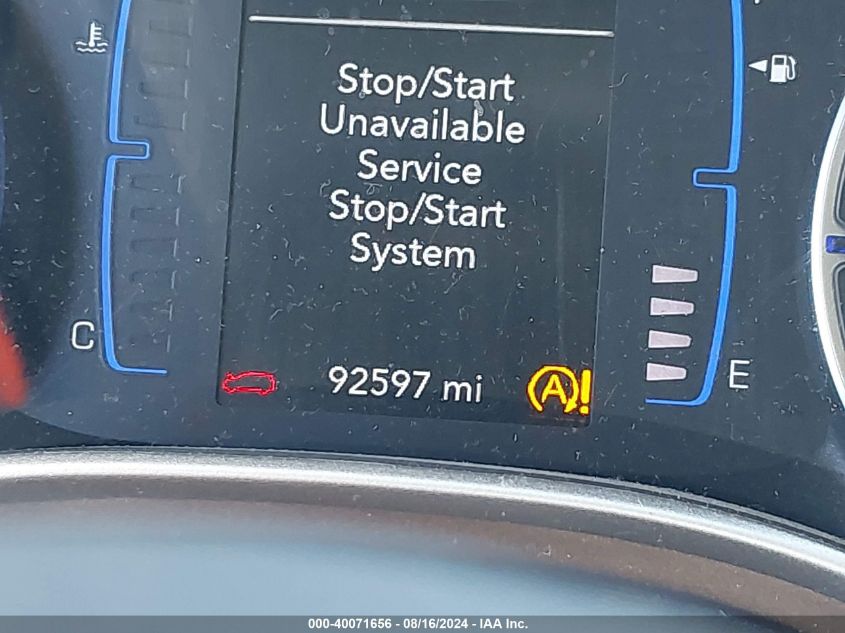 Stop/Start
Unavailable
Service
Stop/Start
System
C
92597 mi
A!
E
000-40071656 - 08/16/2024 - IAA Inc.